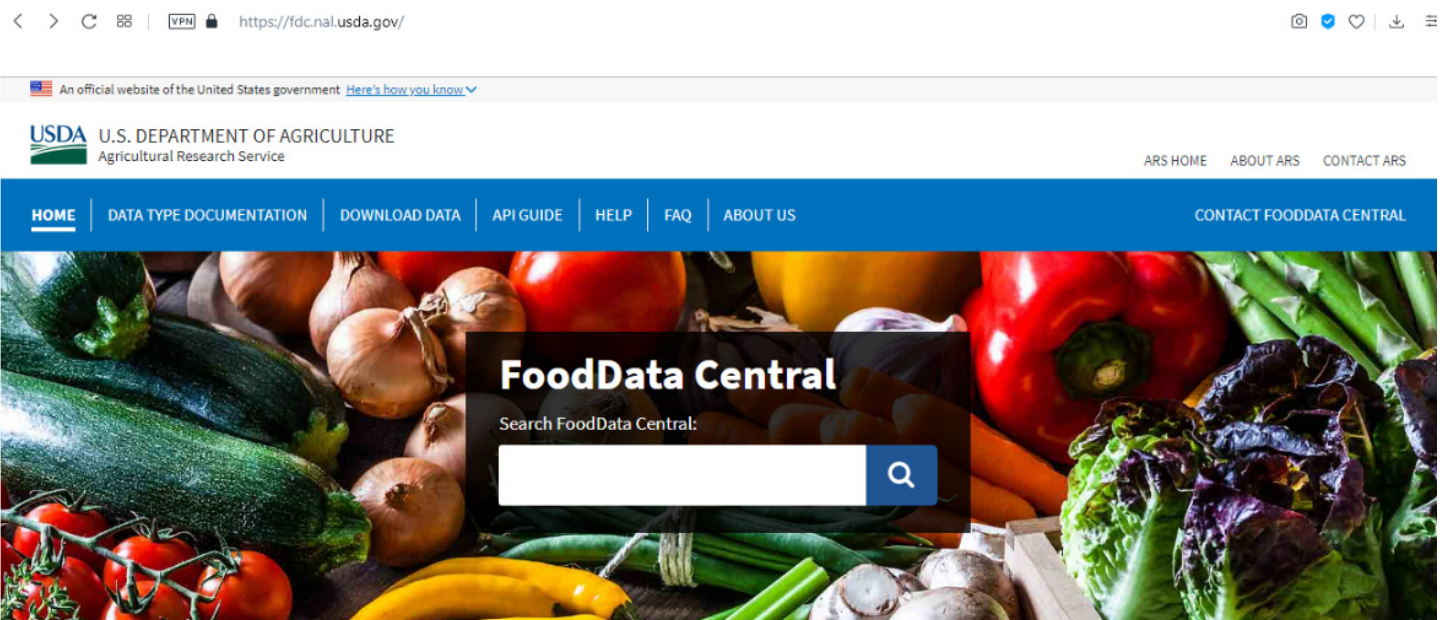 VPN https://fdc.nal.usda.gov/
An official website of the United States government Here's how you know
USDA U.S. DEPARTMENT OF AGRICULTURE
Agricultural Research Service
ARS HOME ABOUT ARS CONTACT ARS
HOME DATA TYPE DOCUMENTATION DOWNLOAD DATA API GUIDE HELP FAQ ABOUT US CONTACT FOODDATA CENTRAL
FoodData Central
Search FoodData Central: